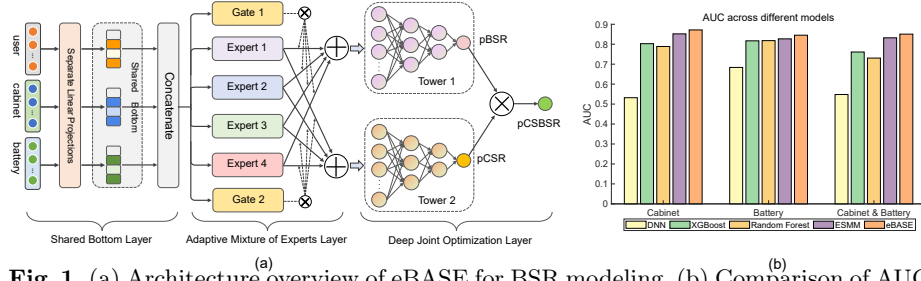 user
cabinet
battery
Separate Linear Projections
Shared Bottom
Concatenate
Gate 1
Expert 1
Expert 2
Expert 3
Expert 4
Gate 2
Tower 1
Tower 2
pBSR
pCSR
pCSBSR
Shared Bottom Layer
Adaptive Mixture of Experts Layer
Deep Joint Optimization Layer
(a)
AUC across different models
AUC
0.9
0.8
0.7
0.6
0.5
0.4
0.3
0.2
0.1
0
Cabinet
Battery
Cabinet & Battery
DNN
XGBoost
Random Forest
ESMM
eBASE
(b)
Fig. 1. (a) Architecture overview of eBASE for BSR modeling. (b) Comparison of AUC